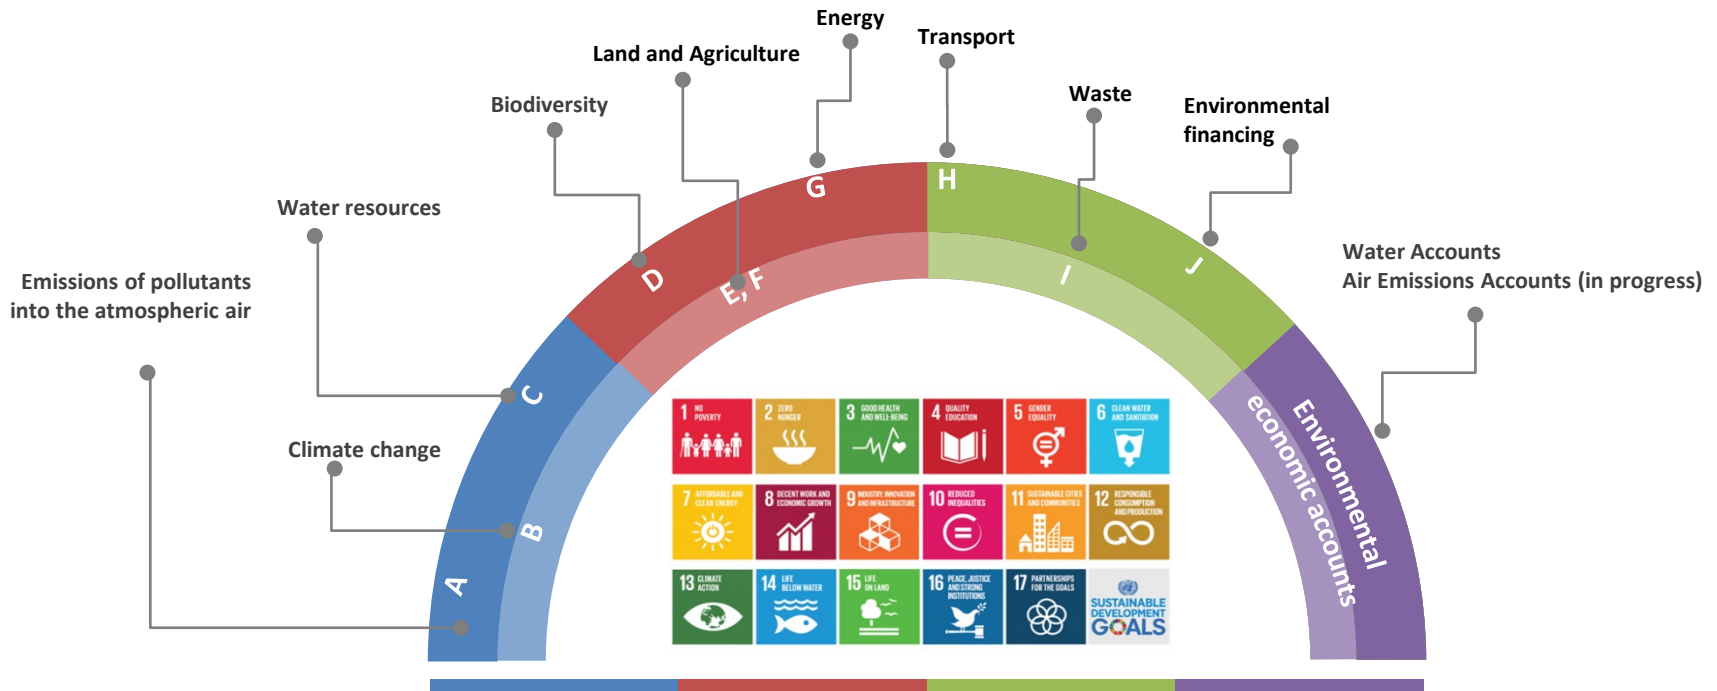 Energy
Transport
Land and Agriculture
Waste
Biodiversity
Environmental
financing
Water resources
Emissions of pollutants
into the atmospheric air
Water Accounts
Air Emissions Accounts (in progress)
Climate change
A
B
C
D
E, F
G
H
I
J
Environmental
economic accounts
1 NO
POVERTY
2 ZERO
HUNGER
3 GOOD HEALTH
AND WELL-BEING
4 QUALITY
EDUCATION
5 GENDER
EQUALITY
6 CLEAN WATER
AND SANITATION
7 AFFORDABLE AND
CLEAN ENERGY
8 DECENT WORK AND
ECONOMIC GROWTH
9 INDUSTRY, INNOVATION
AND INFRASTRUCTURE
10 REDUCED
INEQUALITIES
11 SUSTAINABLE CITIES
AND COMMUNITIES
12 RESPONSIBLE
CONSUMPTION
AND PRODUCTION
13 CLIMATE
ACTION
14 LIFE
BELOW WATER
15 LIFE
ON LAND
16 PEACE, JUSTICE
AND STRONG
INSTITUTIONS
17 PARTNERSHIPS
FOR THE GOALS
SUSTAINABLE
DEVELOPMENT
GOALS